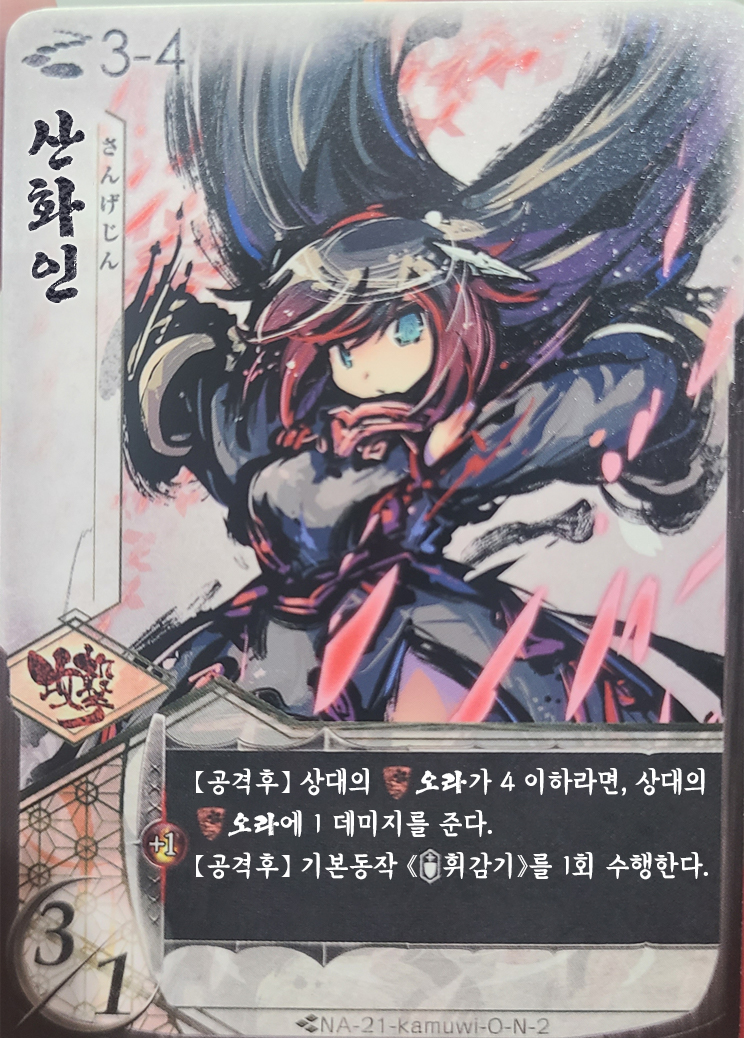 3-4
산화인
さんげじん
攻撃
【공격후】 상대의 오라가 4 이하라면, 상대의
오라에 1 데미지를 준다.
+1
【공격후】 기본동작 《휘감기》를 1회 수행한다.
3/1
NA-21-kamuwi-O-N-2